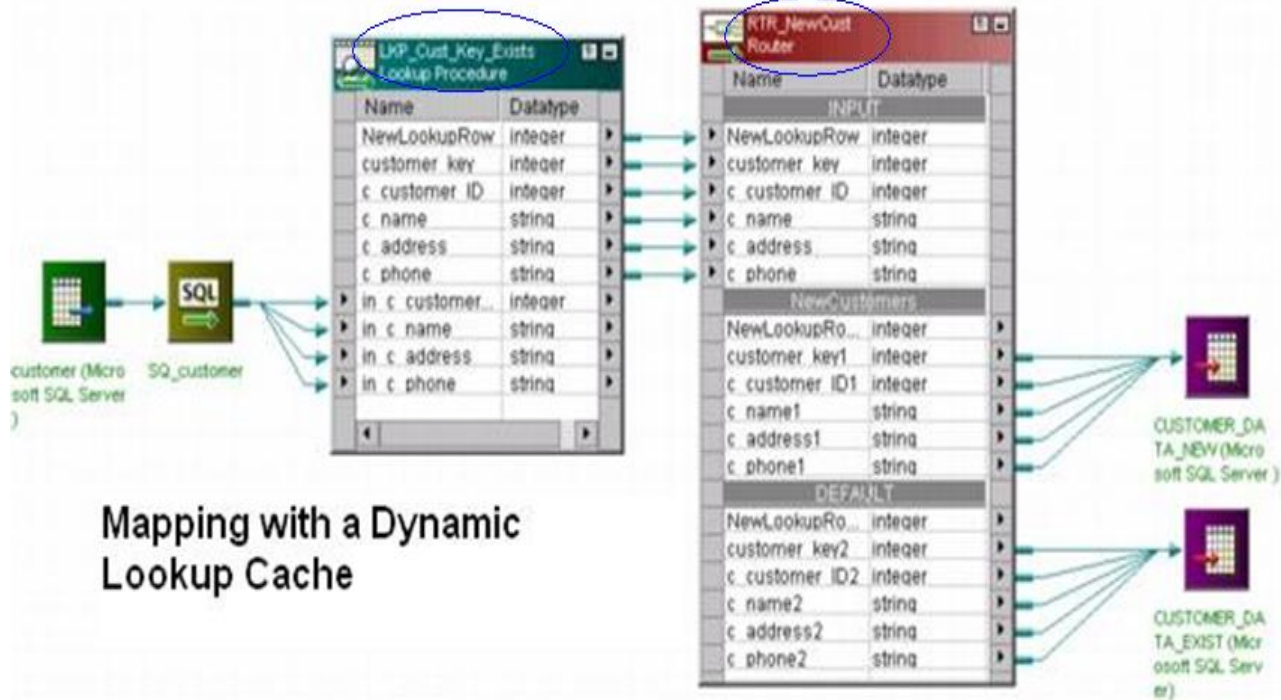 LKP_Cust_Key_Exists
Lookup Procedure
Name Datatype
NewLookupRow integer
customer_key integer
c_customer_ID integer
c_name string
c_address string
c_phone string
in_c_customer... integer
in_c_name string
in_c_address string
in_c_phone string
RTR_NewCust
Router
Name Datatype
INPUT
NewLookupRow integer
customer_key integer
c_customer_ID integer
c_name string
c_address string
c_phone string
NewCustomers
NewLookupRo... integer
customer_key1 integer
c_customer_ID1 integer
c_name1 string
c_address1 string
c_phone1 string
DEFAULT
NewLookupRo... integer
customer_key2 integer
c_customer_ID2 integer
c_name2 string
c_address2 string
c_phone2 string
SQL
customer (Micro
soft SQL Server
)
SQ_customer
CUSTOMER_DA
TA_NEW (Micro
soft SQL Server )
CUSTOMER_DA
TA_EXIST (Micr
osoft SQL Serv
er)
Mapping with a Dynamic
Lookup Cache